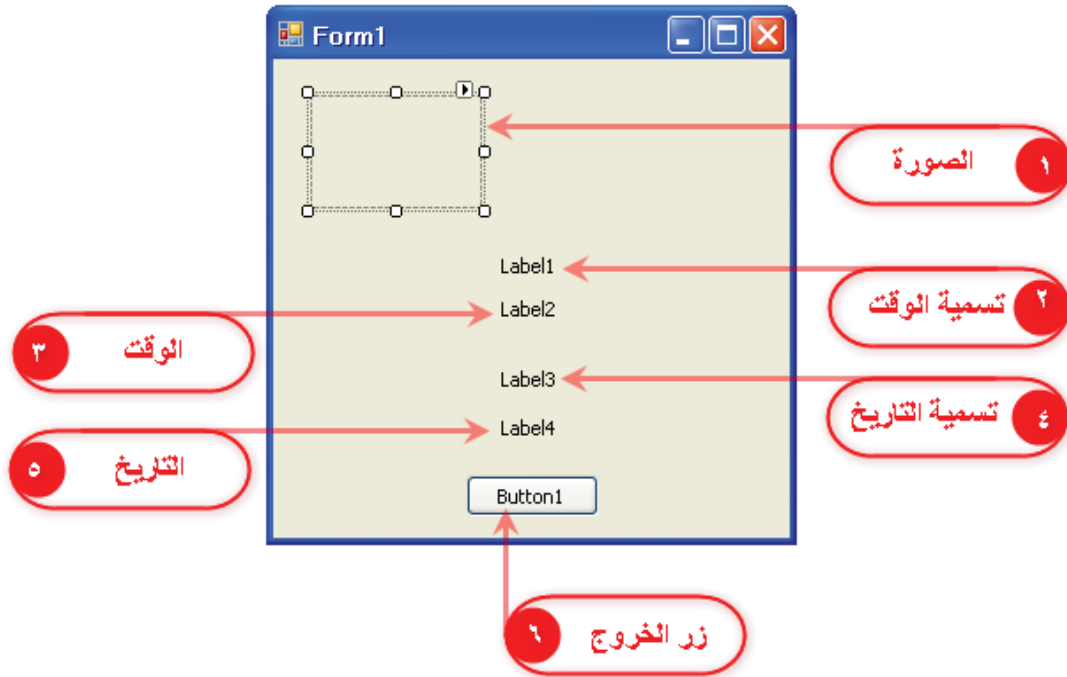 Form1
١ الصورة
Label1
٢ تسمية الوقت
Label2
٣ الوقت
Label3
٤ تسمية التاريخ
Label4
٥ التاريخ
Button1
٦ زر الخروج